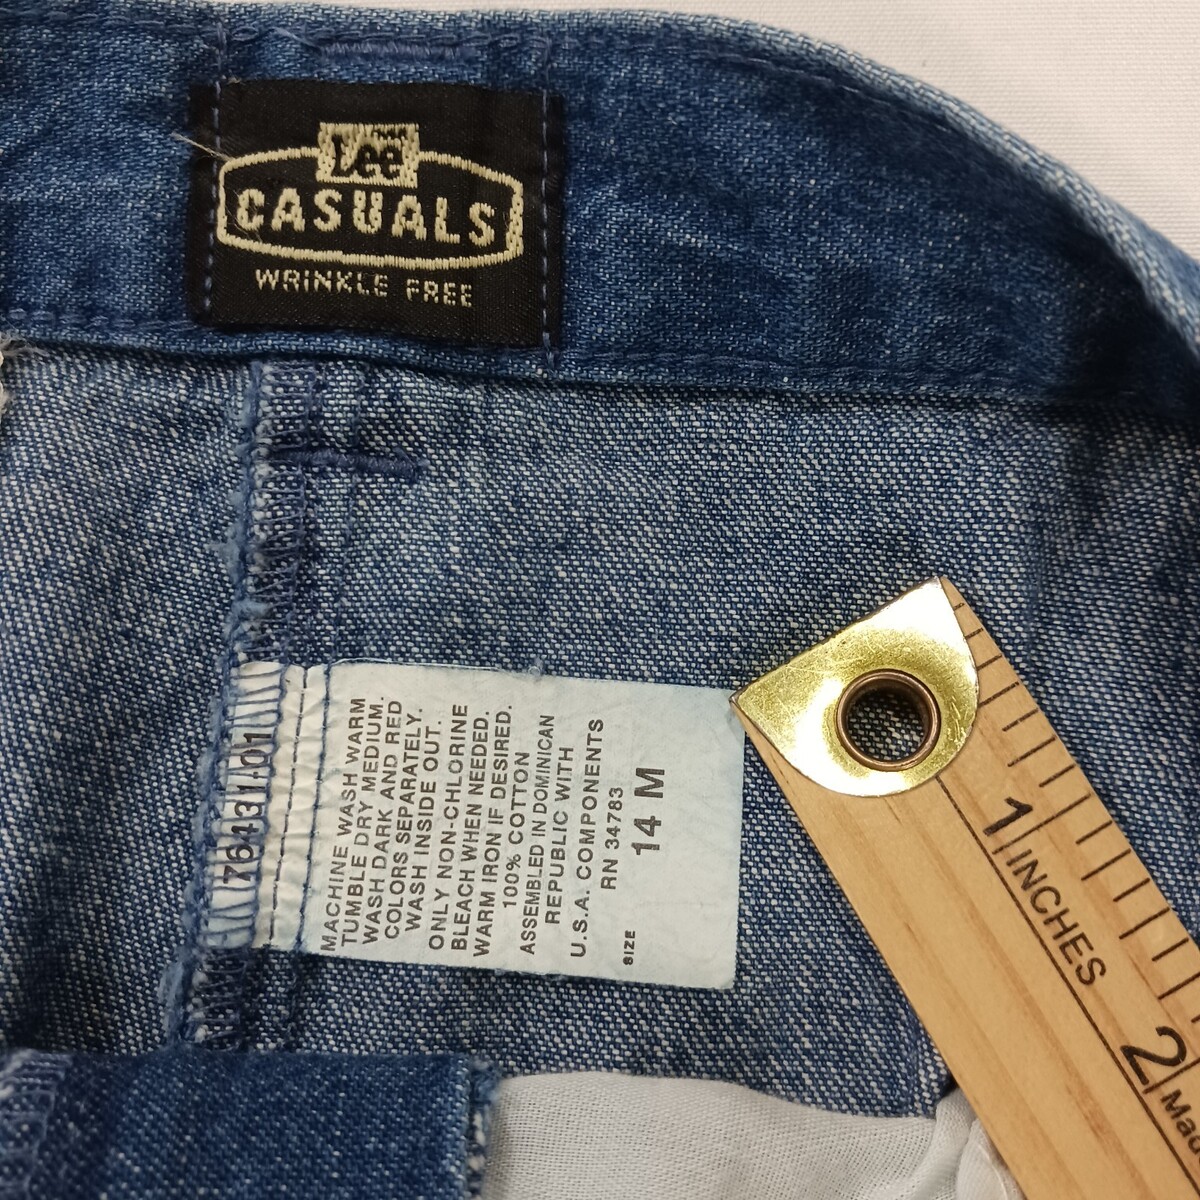 Lee
CASUALS
WRINKLE FREE
76431-01
MACHINE WASH WARM
TUMBLE DRY MEDIUM.
WASH DARK AND RED
COLORS SEPARATELY.
WASH INSIDE OUT.
ONLY NON-CHLORINE
BLEACH WHEN NEEDED.
WARM IRON IF DESIRED.
100% COTTON
ASSEMBLED IN DOMINICAN
REPUBLIC WITH
U.S.A. COMPONENTS
RN 34783
SIZE 14 M
1 INCHES
2